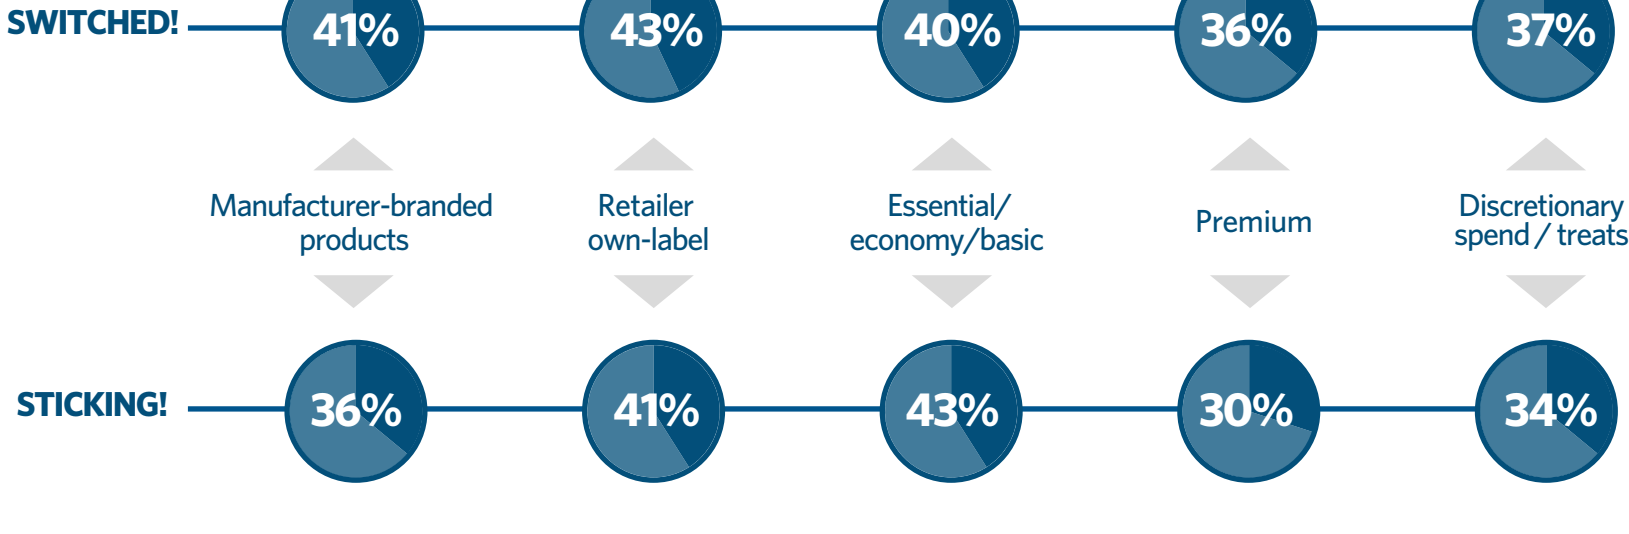 SWITCHED! 41% 43% 40% 36% 37%
Manufacturer-branded
products
Retailer
own-label
Essential/
economy/basic
Premium
Discretionary
spend / treats
STICKING! 36% 41% 43% 30% 34%